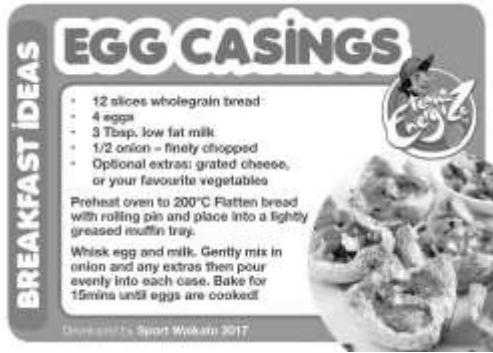 EGG CASiNGS
BREAKFAST iDEAS
- 12 slices wholegrain bread
- 4 eggs
- 3 Tbsp. low fat milk
- 1/2 onion – finely chopped
- Optional extras: grated cheese,
or your favourite vegetables
Preheat oven to 200°C Flatten bread
with rolling pin and place into a lightly
greased muffin tray.
Whisk egg and milk. Gently mix in
onion and any extras then pour
evenly into each case. Bake for
15mins until eggs are cooked!
Developed by Sport Waikato 2017